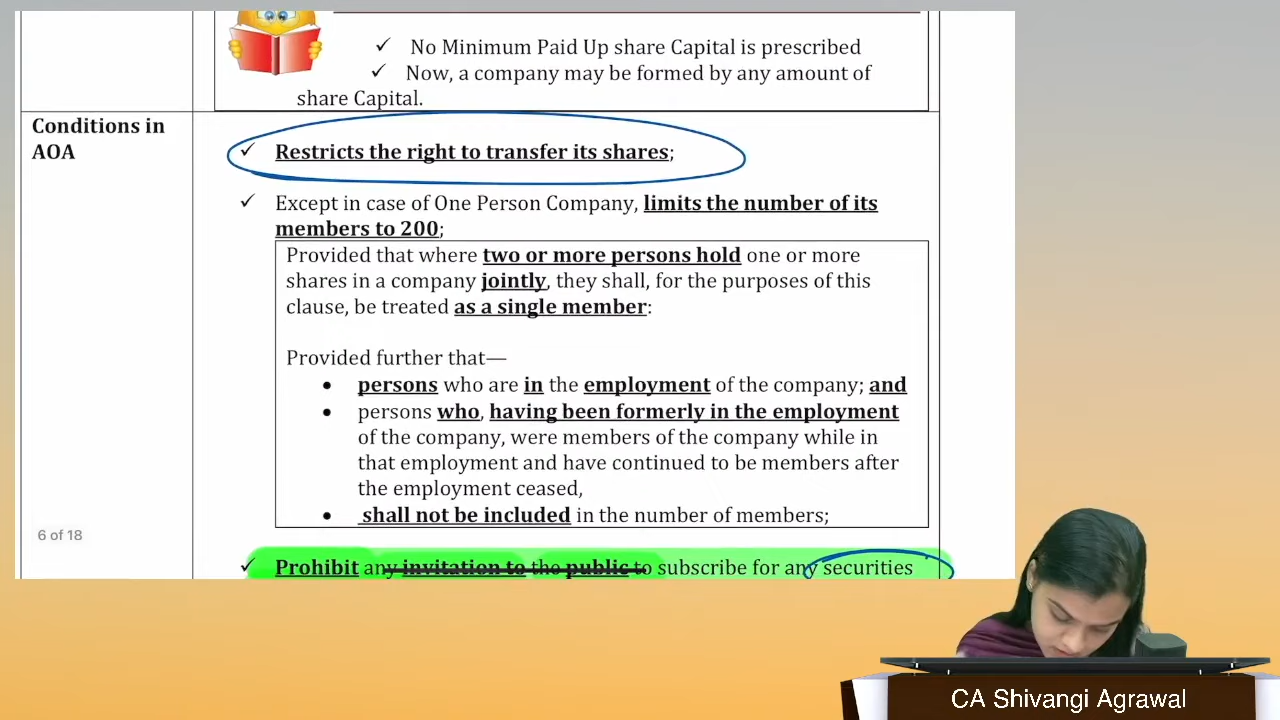 ✓ No Minimum Paid Up share Capital is prescribed
✓ Now, a company may be formed by any amount of
share Capital.
Conditions in
AOA
✓ Restricts the right to transfer its shares;
✓ Except in case of One Person Company, limits the number of its
members to 200;
Provided that where two or more persons hold one or more
shares in a company jointly, they shall, for the purposes of this
clause, be treated as a single member:
Provided further that—
• persons who are in the employment of the company; and
• persons who, having been formerly in the employment
of the company, were members of the company while in
that employment and have continued to be members after
the employment ceased,
• shall not be included in the number of members;
6 of 18
✓ Prohibit any invitation to the public to subscribe for any securities
CA Shivangi Agrawal